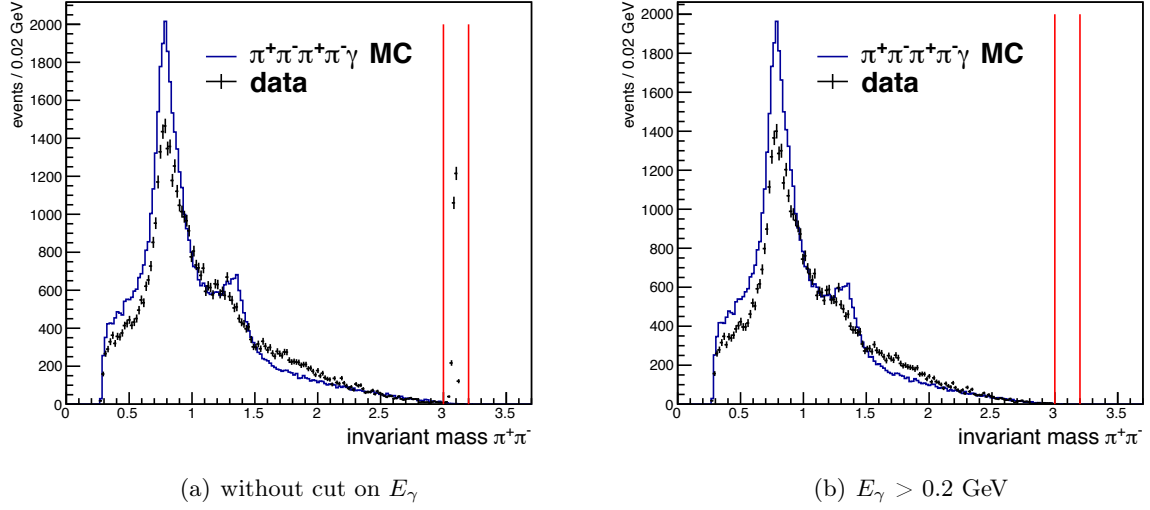 events / 0.02 GeV
2000
1800
1600
1400
1200
1000
800
600
400
200
0
π⁺π⁻π⁺π⁻γ MC
data
0 0.5 1 1.5 2 2.5 3 3.5
invariant mass π⁺π⁻
(a) without cut on E_γ
events / 0.02 GeV
2000
1800
1600
1400
1200
1000
800
600
400
200
0
π⁺π⁻π⁺π⁻γ MC
data
0 0.5 1 1.5 2 2.5 3 3.5
invariant mass π⁺π⁻
(b) E_γ > 0.2 GeV